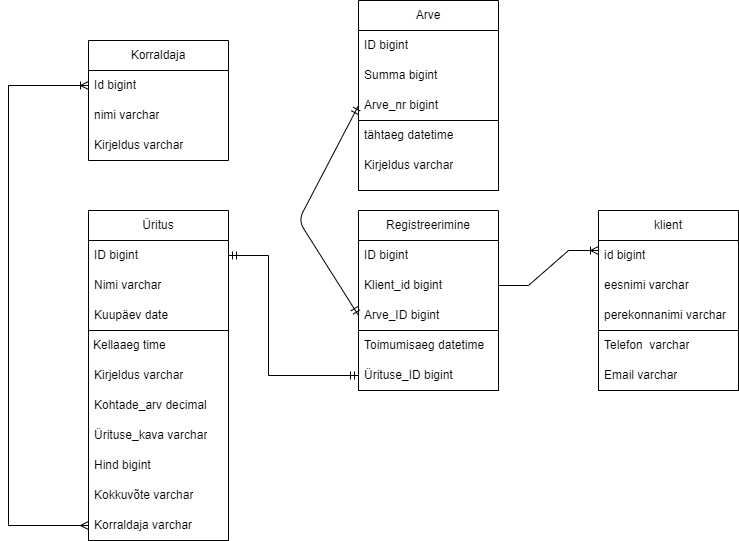 Arve
ID bigint
Summa bigint
Arve_nr bigint
tähtaeg datetime
Kirjeldus varchar
Korraldaja
Id bigint
nimi varchar
Kirjeldus varchar
Üritus
ID bigint
Nimi varchar
Kuupäev date
Kellaaeg time
Kirjeldus varchar
Kohtade_arv decimal
Ürituse_kava varchar
Hind bigint
Kokkuvõte varchar
Korraldaja varchar
Registreerimine
ID bigint
Klient_id bigint
Arve_ID bigint
Toimumisaeg datetime
Ürituse_ID bigint
klient
id bigint
eesnimi varchar
perekonnanimi varchar
Telefon varchar
Email varchar